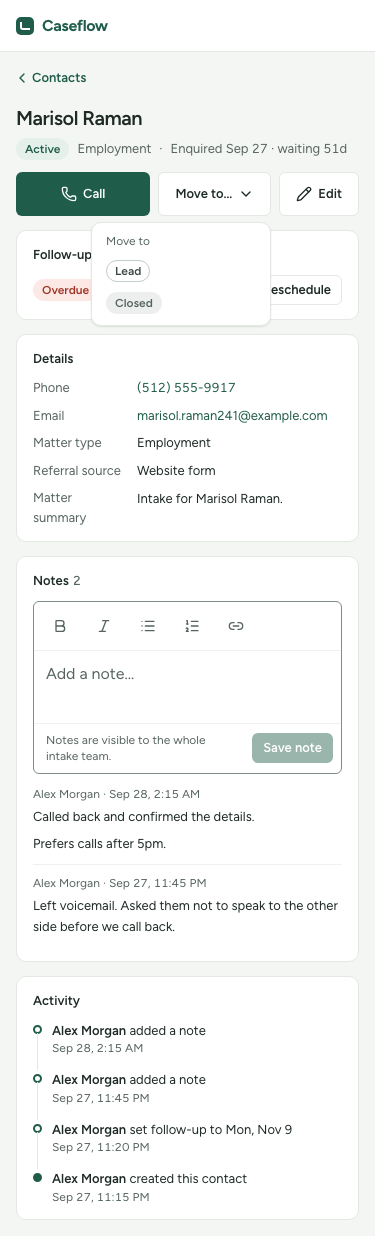 Caseflow
Contacts
Marisol Raman
Active Employment · Enquired Sep 27 · waiting 51d
Call Move to... Edit
Follow-up
Move to
Lead
Overdue
Closed
Details
Phone (512) 555-9917
Email marisol.raman241@example.com
Matter type Employment
Referral source Website form
Matter summary Intake for Marisol Raman.
Notes 2
Add a note...
Notes are visible to the whole
intake team.
Save note
Alex Morgan · Sep 28, 2:15 AM
Called back and confirmed the details.
Prefers calls after 5pm.
Alex Morgan · Sep 27, 11:45 PM
Left voicemail. Asked them not to speak to the other
side before we call back.
Activity
Alex Morgan added a note
Sep 28, 2:15 AM
Alex Morgan added a note
Sep 27, 11:45 PM
Alex Morgan set follow-up to Mon, Nov 9
Sep 27, 11:20 PM
Alex Morgan created this contact
Sep 27, 11:15 PM